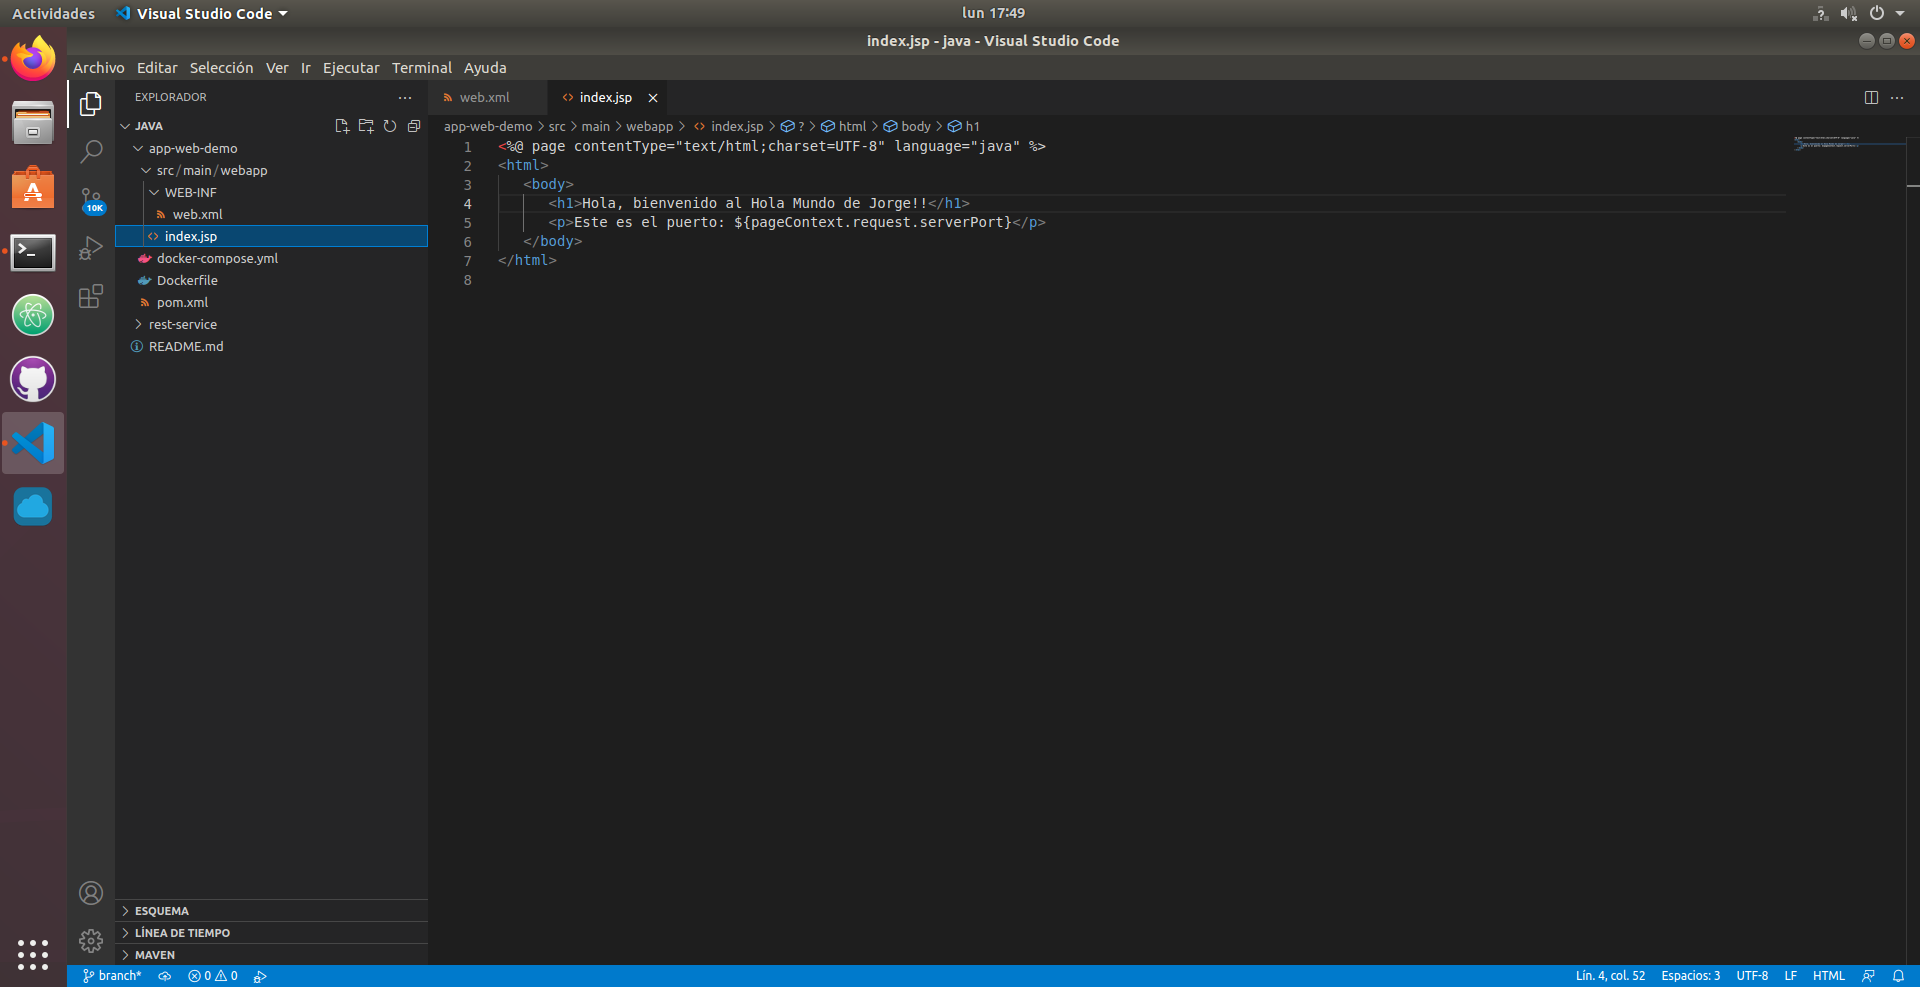 Actividades
Visual Studio Code
lun 17:49
index.jsp - java - Visual Studio Code
Archivo Editar Selección Ver Ir Ejecutar Terminal Ayuda
EXPLORADOR
JAVA
app-web-demo
src/main/webapp
WEB-INF
web.xml
index.jsp
docker-compose.yml
Dockerfile
pom.xml
rest-service
README.md
10K
ESQUEMA
LÍNEA DE TIEMPO
MAVEN
web.xml
index.jsp
app-web-demo > src > main > webapp > index.jsp > ? > html > body > h1
1 <%@ page contentType="text/html;charset=UTF-8" language="java" %>
2 <html>
3 <body>
4 <h1>Hola, bienvenido al Hola Mundo de Jorge!!</h1>
5 <p>Este es el puerto: ${pageContext.request.serverPort}</p>
6 </body>
7 </html>
8
branch* 0 0
Lín. 4, col. 52 Espacios: 3 UTF-8 LF HTML